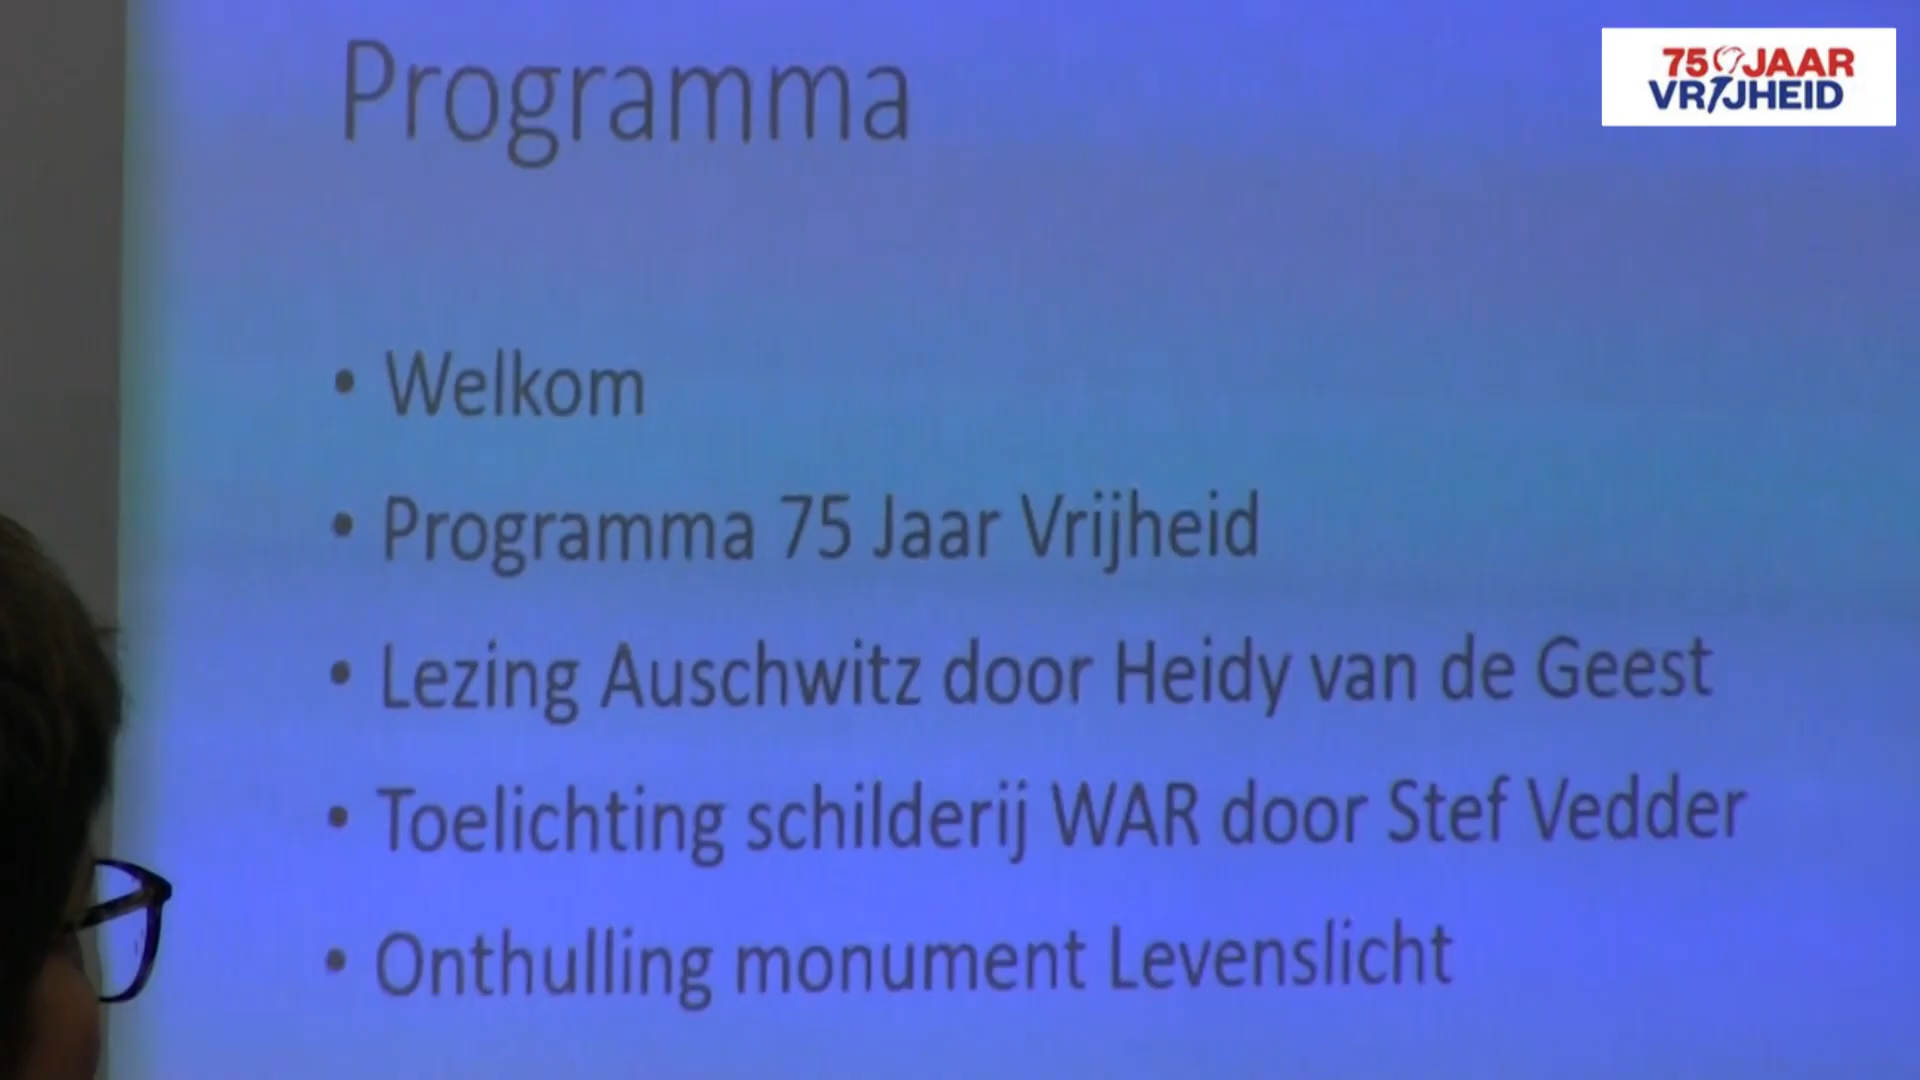 Programma
75 JAAR
VRIJHEID
• Welkom
• Programma 75 Jaar Vrijheid
• Lezing Auschwitz door Heidy van de Geest
• Toelichting schilderij WAR door Stef Vedder
• Onthulling monument Levenslicht